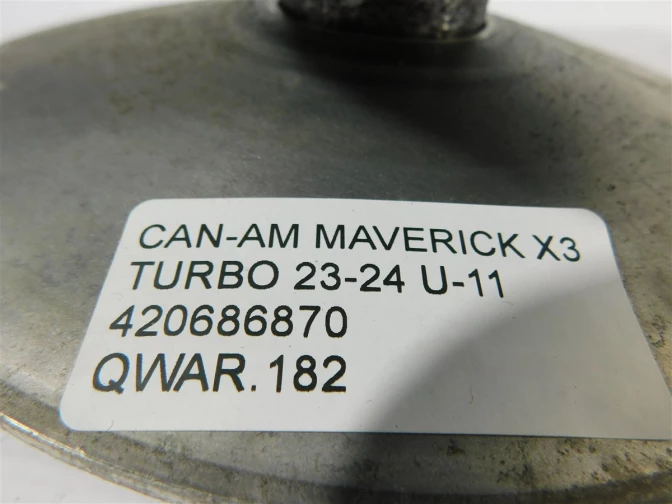 CAN-AM MAVERICK X3
TURBO 23-24 U-11
420686870
QWAR.182